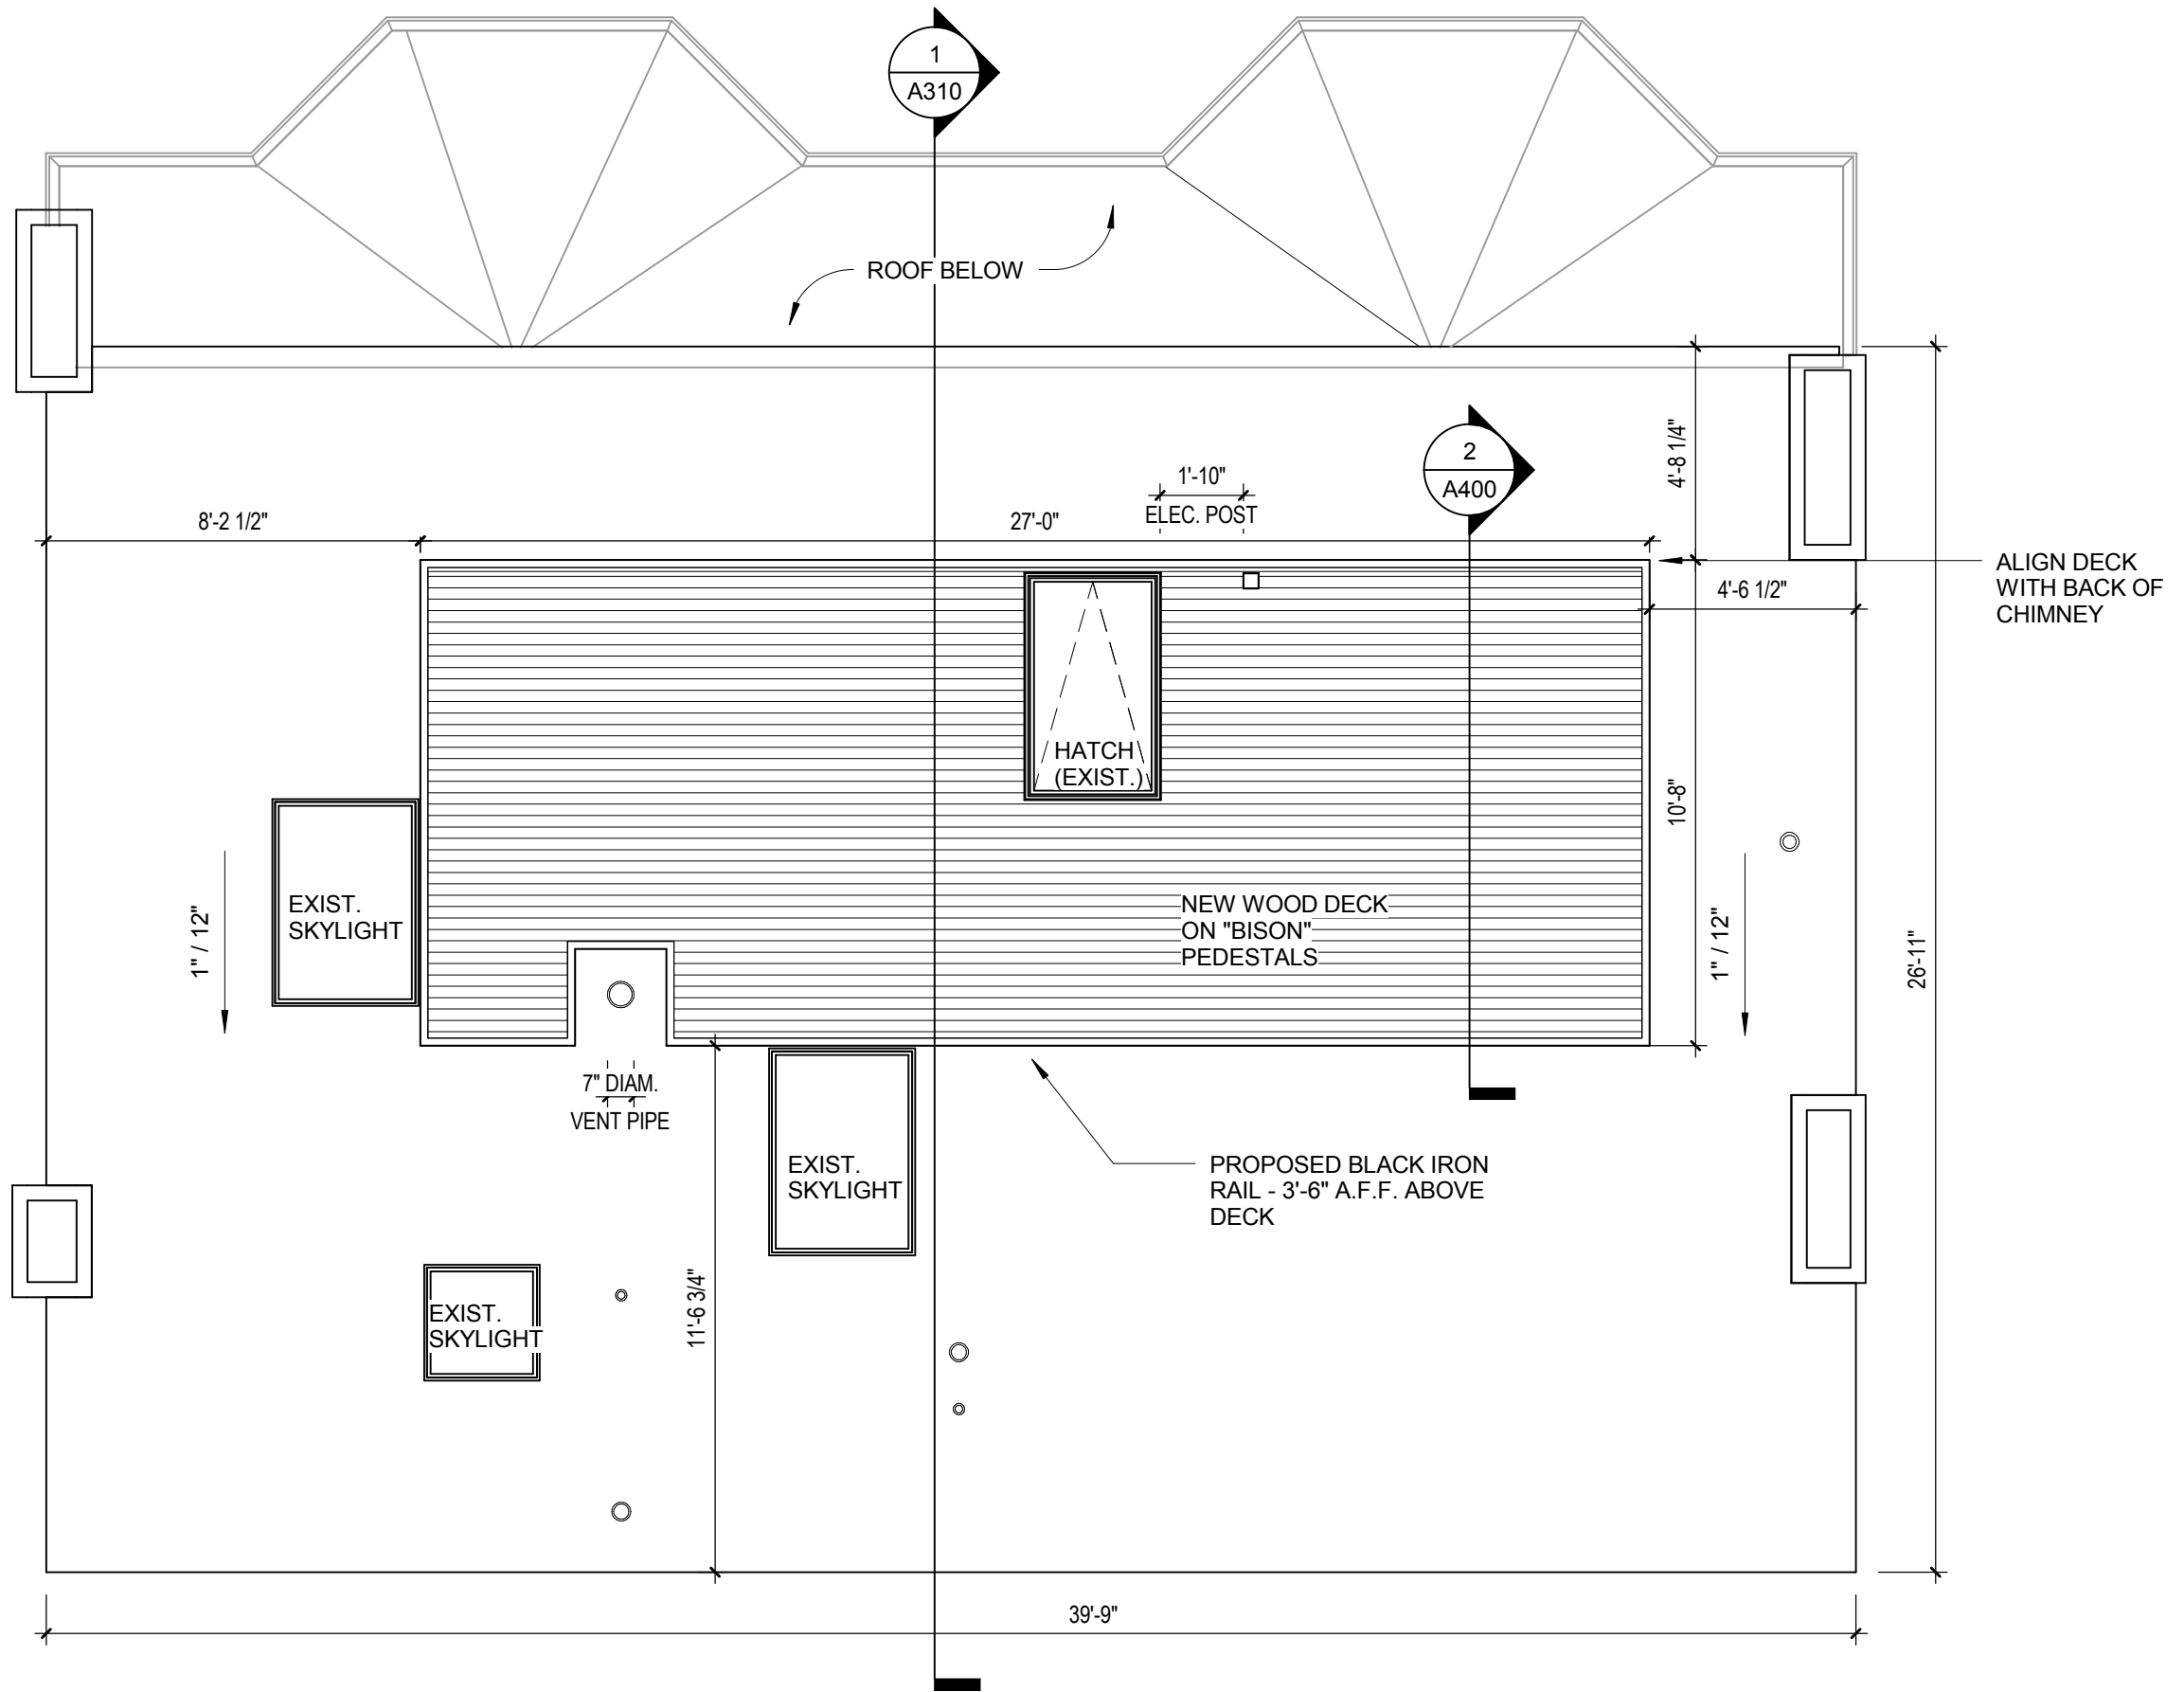 1
A310
ROOF BELOW
2
A400
4'-8 1/4"
1'-10"
ELEC. POST
8'-2 1/2"
27'-0"
ALIGN DECK
WITH BACK OF
CHIMNEY
4'-6 1/2"
HATCH
(EXIST.)
10'-8"
EXIST.
SKYLIGHT
1" / 12"
NEW WOOD DECK
ON "BISON"
PEDESTALS
1" / 12"
26'-11"
7" DIAM.
VENT PIPE
EXIST.
SKYLIGHT
PROPOSED BLACK IRON
RAIL - 3'-6" A.F.F. ABOVE
DECK
EXIST.
SKYLIGHT
11'-6 3/4"
39'-9"